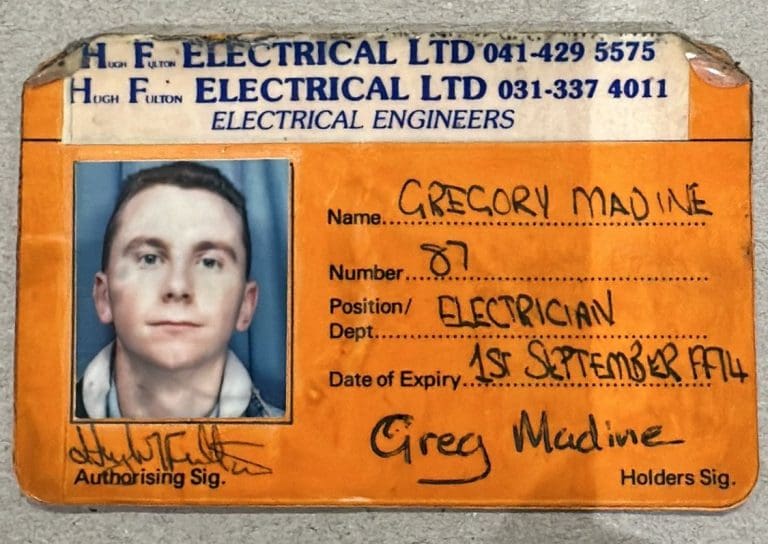 HUGH FULTON ELECTRICAL LTD 041-429 5575
HUGH FULTON ELECTRICAL LTD 031-337 4011
ELECTRICAL ENGINEERS
Name... GREGORY MADINE
Number... 87
Position/
Dept... ELECTRICIAN
Date of Expiry... 1ST SEPTEMBER
Greg Madine
Authorising Sig. Holders Sig.